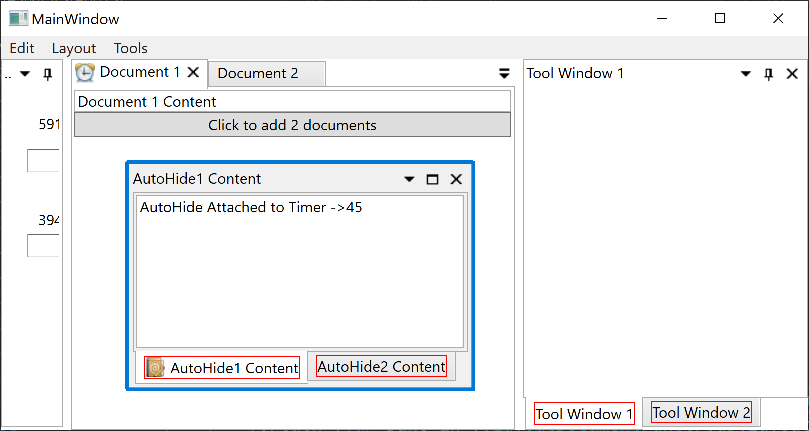 MainWindow
Edit Layout Tools
..
591
394
Document 1 Document 2
Document 1 Content
Click to add 2 documents
AutoHide1 Content
AutoHide Attached to Timer ->45
AutoHide1 Content AutoHide2 Content
Tool Window 1
Tool Window 1 Tool Window 2